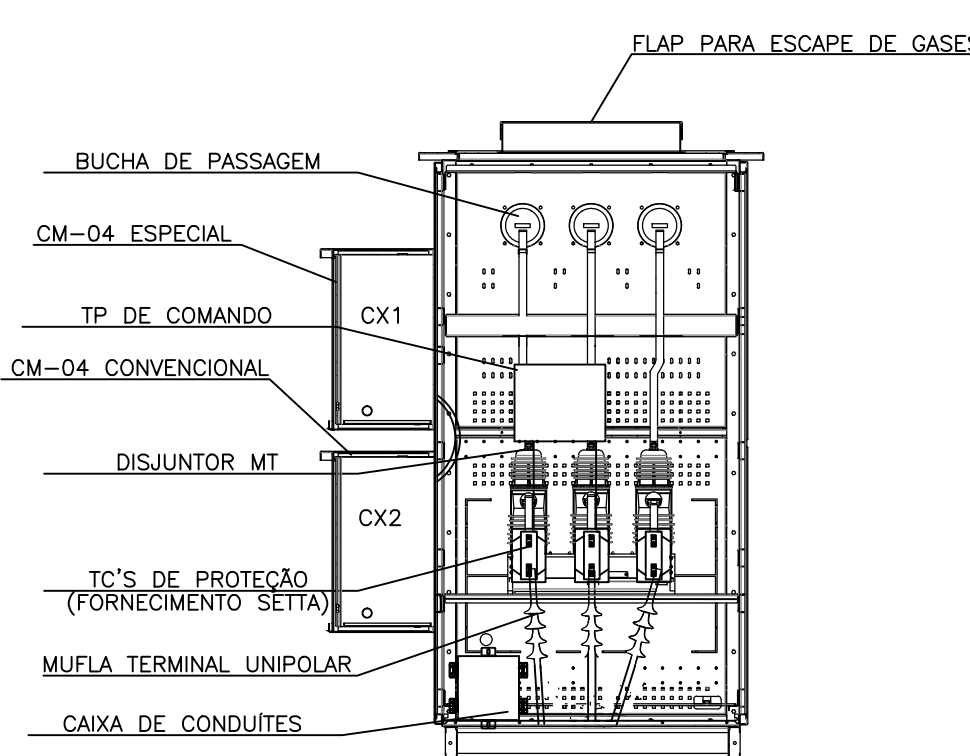 FLAP PARA ESCAPE DE GASES
BUCHA DE PASSAGEM
CM-04 ESPECIAL
TP DE COMANDO
CX1
CM-04 CONVENCIONAL
DISJUNTOR MT
CX2
TC'S DE PROTEÇÃO
(FORNECIMENTO SETTA)
MUFLA TERMINAL UNIPOLAR
CAIXA DE CONDUÍTES